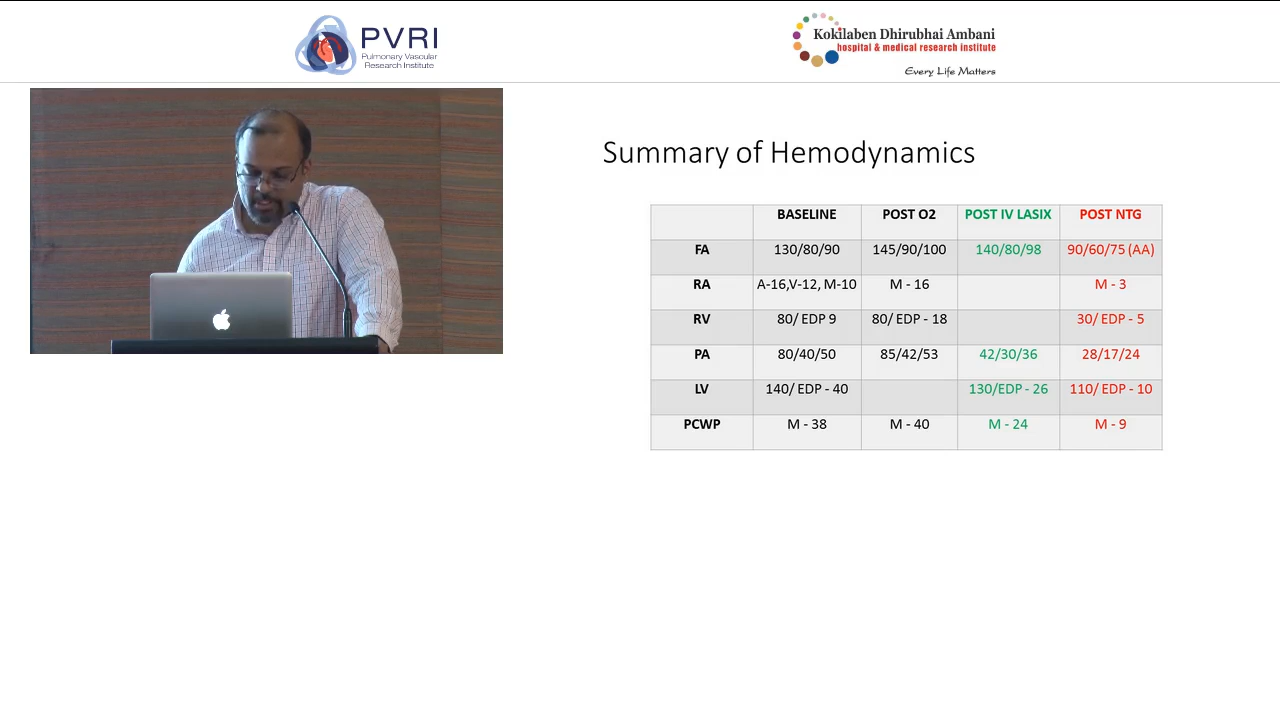 PVRI
Pulmonary Vascular
Research Institute
Kokilaben Dhirubhai Ambani
hospital & medical research institute
Every Life Matters
Summary of Hemodynamics
BASELINE POST O2 POST IV LASIX POST NTG
FA 130/80/90 145/90/100 140/80/98 90/60/75 (AA)
RA A-16,V-12, M-10 M - 16 M - 3
RV 80/ EDP 9 80/ EDP - 18 30/ EDP - 5
PA 80/40/50 85/42/53 42/30/36 28/17/24
LV 140/ EDP - 40 130/EDP - 26 110/ EDP - 10
PCWP M - 38 M - 40 M - 24 M - 9